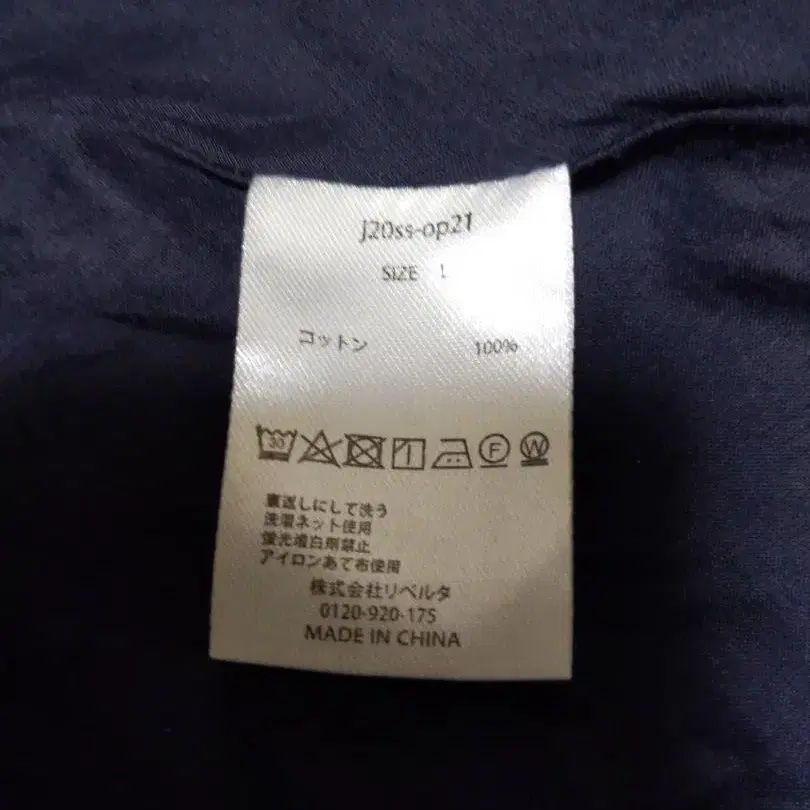 j20ss-op21
SIZE L
コットン 100%
30
F W
裏返しにして洗う
洗濯ネット使用
蛍光増白剤禁止
アイロンあて布使用
株式会社リベルタ
0120-920-175
MADE IN CHINA